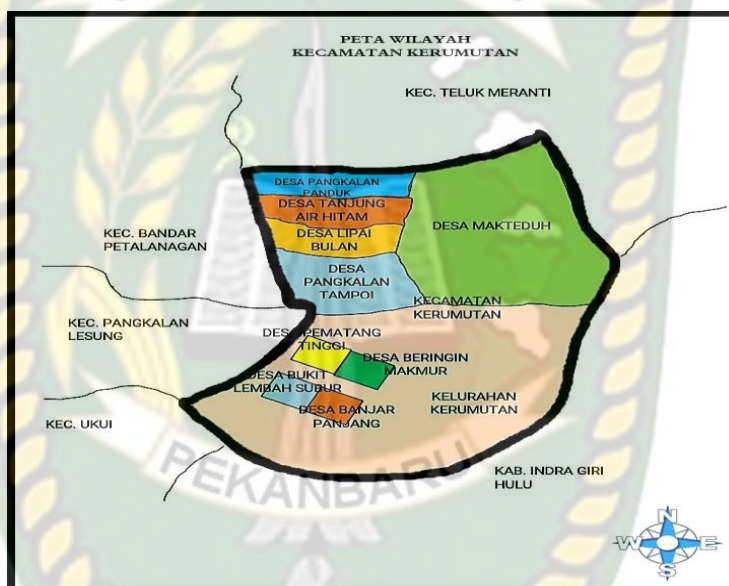 PETA WILAYAH
KECAMATAN KERUMUTAN
KEC. TELUK MERANTI
DESA PANGKALAN
PANDUK
DESA TANJUNG
AIR HITAM
DESA LIPAI
BULAN
DESA MAKTEDUH
KEC. BANDAR
PETALANAGAN
DESA
PANGKALAN
TAMPOI
KECAMATAN
KERUMUTAN
KEC. PANGKALAN
LESUNG
DESA PEMATANG
TINGGI
DESA BERINGIN
MAKMUR
DESA BUKIT
LEMBAH SUBUR
DESA BANJAR
PANJANG
KELURAHAN
KERUMUTAN
KEC. UKUI
PEKANBARU
KAB. INDRA GIRI
HULU
N
W E
S